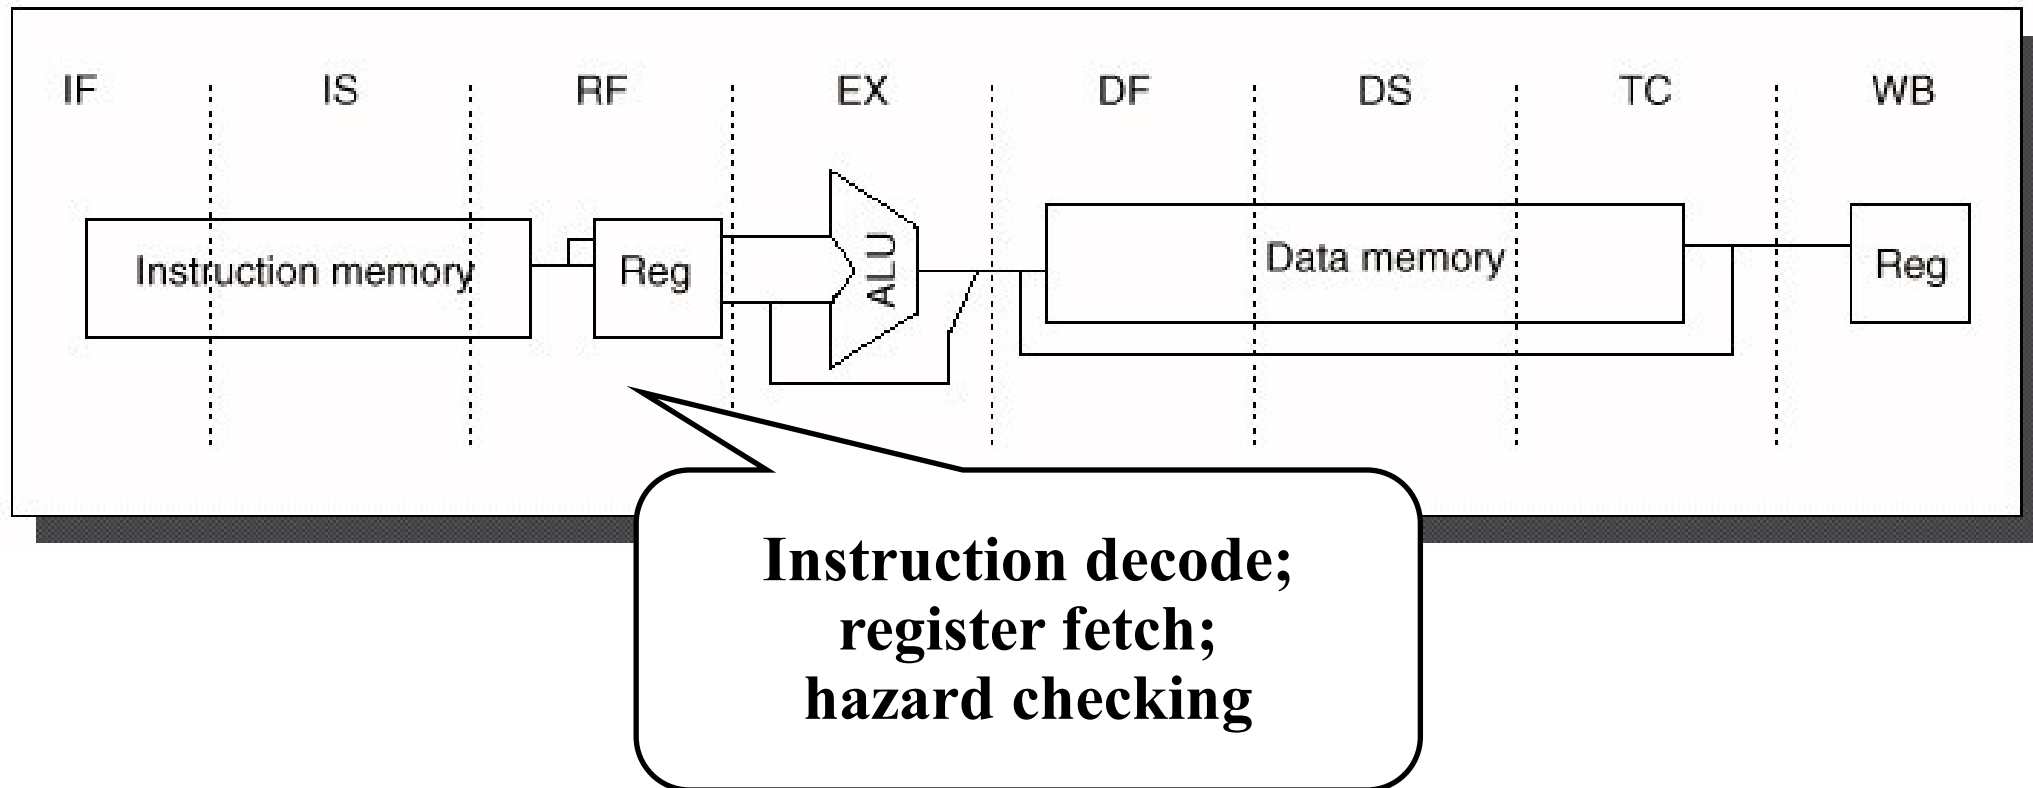 IF IS RF EX DF DS TC WB
Instruction memory
Reg
ALU
Data memory
Reg
Instruction decode;
register fetch;
hazard checking